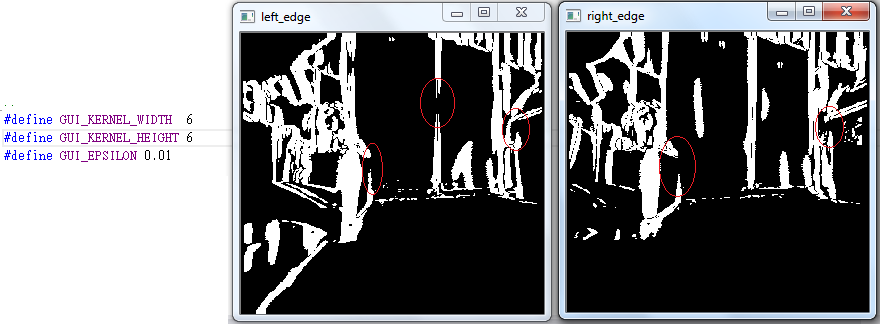 #define GUI_KERNEL_WIDTH 6
#define GUI_KERNEL_HEIGHT 6
#define GUI_EPSILON 0.01
left_edge
right_edge